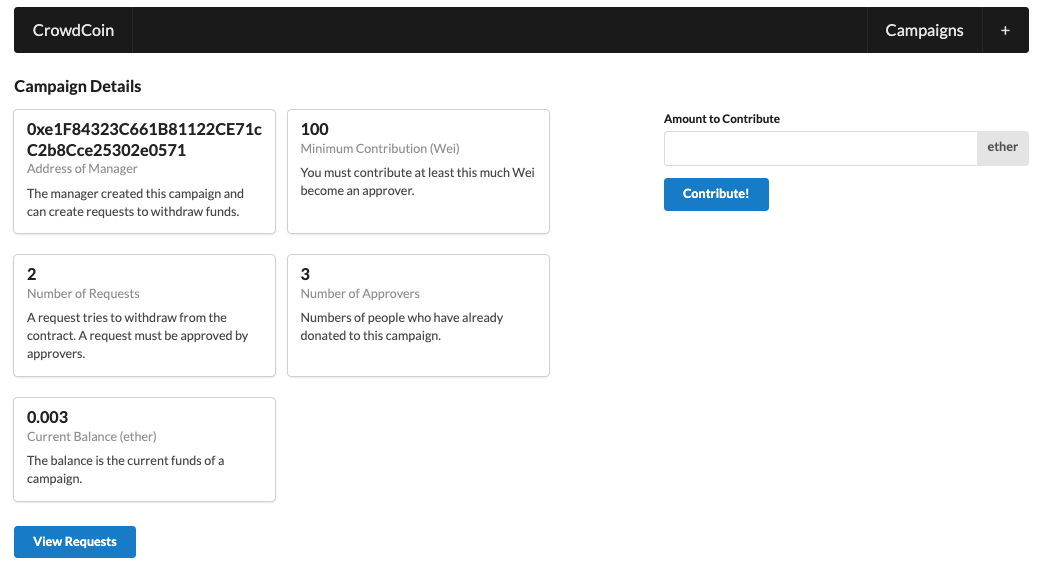 CrowdCoin
Campaigns
+
Campaign Details
0xe1F84323C661B81122CE71c
C2b8Cce25302e0571
Address of Manager
The manager created this campaign and
can create requests to withdraw funds.
100
Minimum Contribution (Wei)
You must contribute at least this much Wei
become an approver.
2
Number of Requests
A request tries to withdraw from the
contract. A request must be approved by
approvers.
3
Number of Approvers
Numbers of people who have already
donated to this campaign.
0.003
Current Balance (ether)
The balance is the current funds of a
campaign.
View Requests
Amount to Contribute
ether
Contribute!